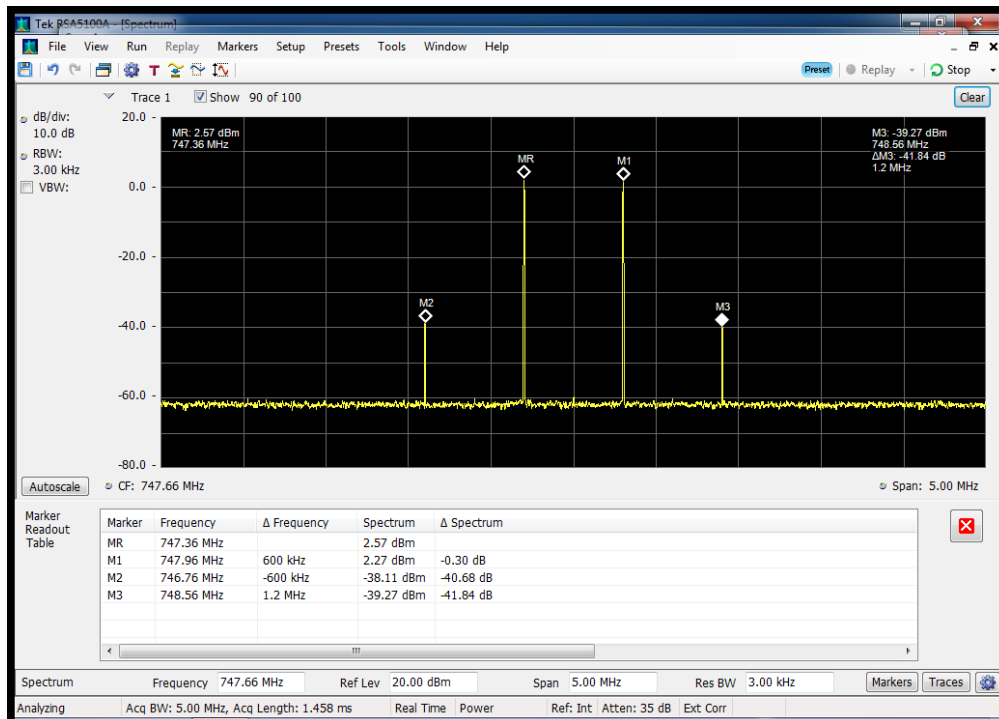 Tek RSA5100A - [Spectrum]
File View Run Replay Markers Setup Presets Tools Window Help
Preset Replay Stop
Trace 1 Show 90 of 100 Clear
dB/div:
10.0 dB
RBW:
3.00 kHz
VBW:
20.0
0.0
-20.0
-40.0
-60.0
-80.0
MR: 2.57 dBm
747.36 MHz
M3: -39.27 dBm
748.56 MHz
ΔM3: -41.84 dB
1.2 MHz
MR
M1
M2
M3
Autoscale CF: 747.66 MHz Span: 5.00 MHz
Marker
Readout
Table
Marker Frequency Δ Frequency Spectrum Δ Spectrum
MR 747.36 MHz 2.57 dBm
M1 747.96 MHz 600 kHz 2.27 dBm -0.30 dB
M2 746.76 MHz -600 kHz -38.11 dBm -40.68 dB
M3 748.56 MHz 1.2 MHz -39.27 dBm -41.84 dB
Spectrum Frequency 747.66 MHz Ref Lev 20.00 dBm Span 5.00 MHz Res BW 3.00 kHz Markers Traces
Analyzing Acq BW: 5.00 MHz, Acq Length: 1.458 ms Real Time Power Ref: Int Atten: 35 dB Ext Corr